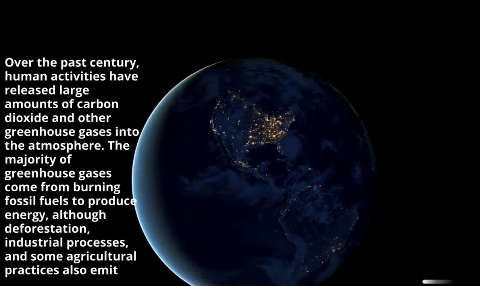 Over the past century,
human activities have
released large
amounts of carbon
dioxide and other
greenhouse gases into
the atmosphere. The
majority of
greenhouse gases
come from burning
fossil fuels to produce
energy, although
deforestation,
industrial processes,
and some agricultural
practices also emit